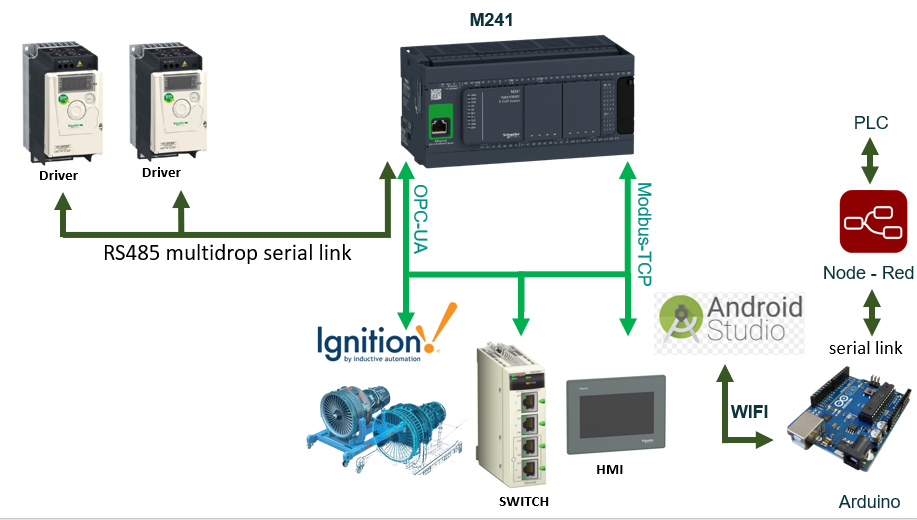 M241
Driver
Driver
PLC
OPC-UA
Modbus-TCP
RS485 multidrop serial link
Node - Red
Ignition!
by inductive automation
Android
Studio
serial link
WIFI
HMI
SWITCH
Arduino